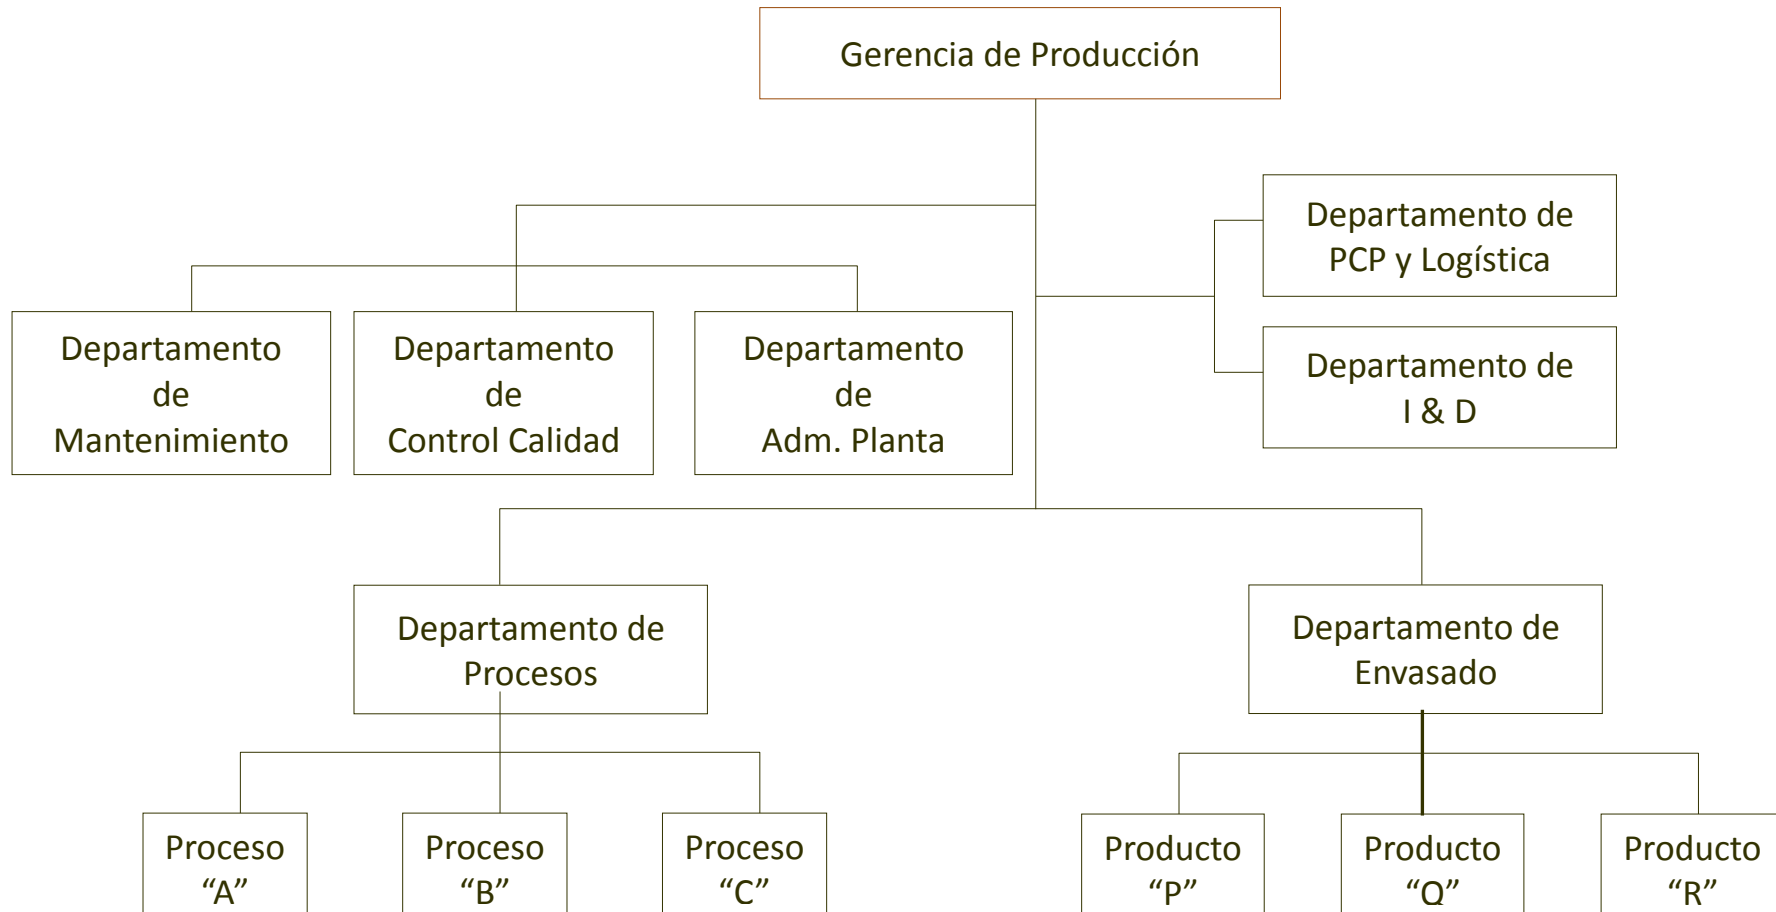 Gerencia de Producción
Departamento de
PCP y Logística
Departamento
de
Mantenimiento
Departamento
de
Control Calidad
Departamento
de
Adm. Planta
Departamento de
I & D
Departamento de
Procesos
Departamento de
Envasado
Proceso
“A”
Proceso
“B”
Proceso
“C”
Producto
“P”
Producto
“Q”
Producto
“R”